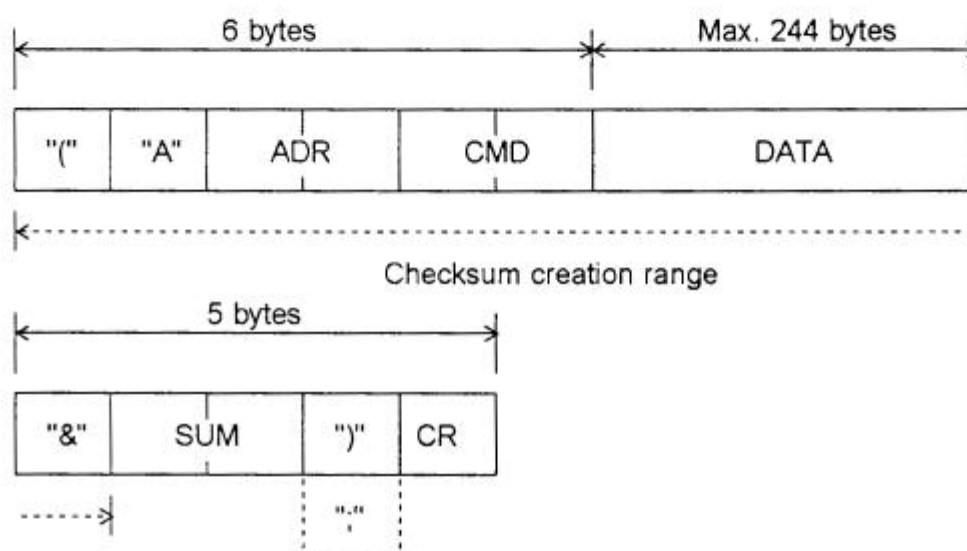 6 bytes Max. 244 bytes
"(" "A" ADR CMD DATA
Checksum creation range
5 bytes
"&" SUM ")" CR
";"